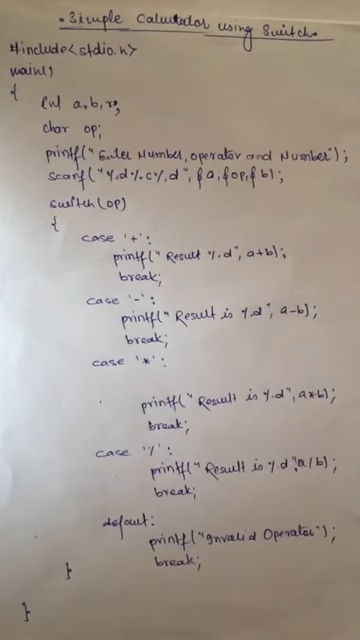 Simple Calculator using Switch.
#include<stdio.h>
main()
{
int a,b,r;
char op;
printf("Enter Number, operator and Number");
scanf("%d%c%d",&a,&op,&b);
switch(op)
{
case '+':
printf("Result %d", a+b);
break;
case '-':
printf("Result is %d", a-b);
break;
case '*':
printf("Result is %d", a*b);
break;
case '/':
printf("Result is %d",a/b);
break;
default:
printf("Invalid Operator");
break;
}
}